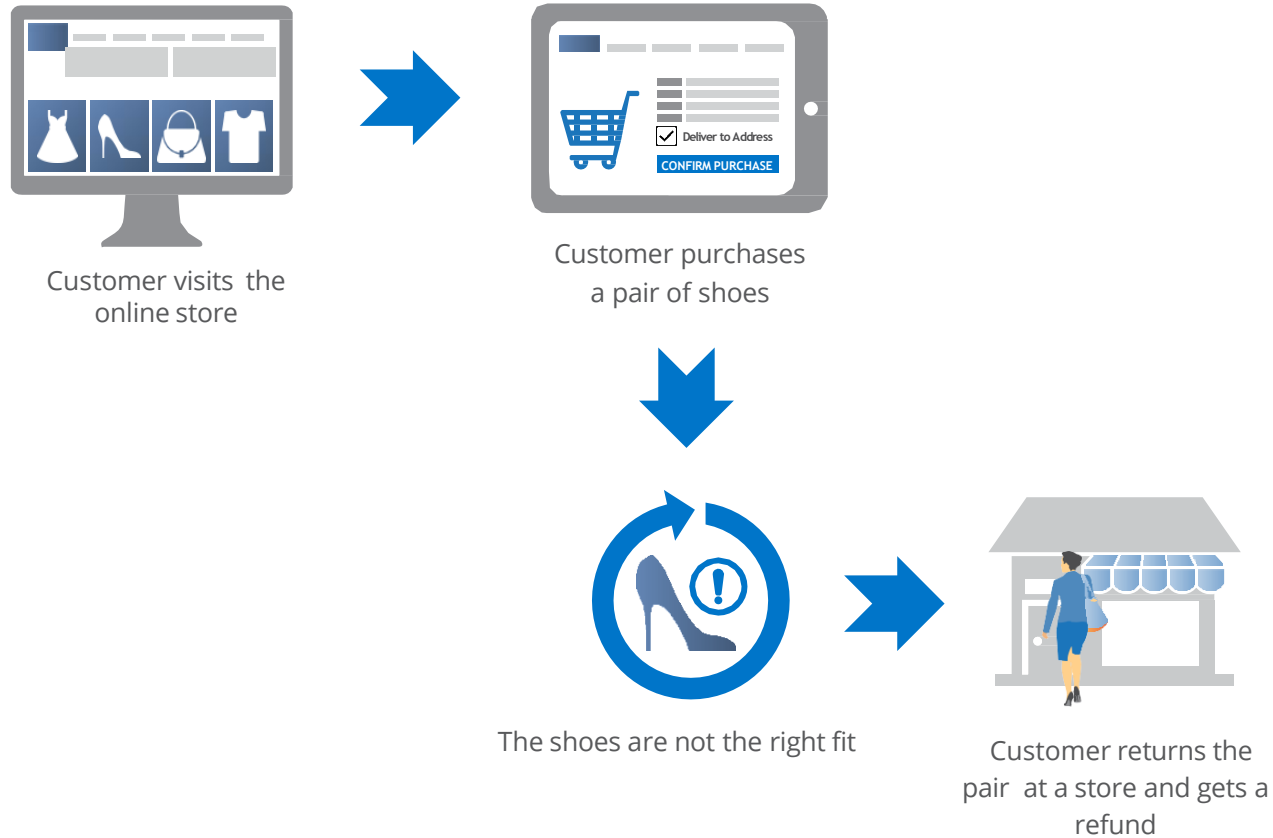 Deliver to Address
CONFIRM PURCHASE
Customer visits the
online store
Customer purchases
a pair of shoes
The shoes are not the right fit
Customer returns the
pair at a store and gets a
refund